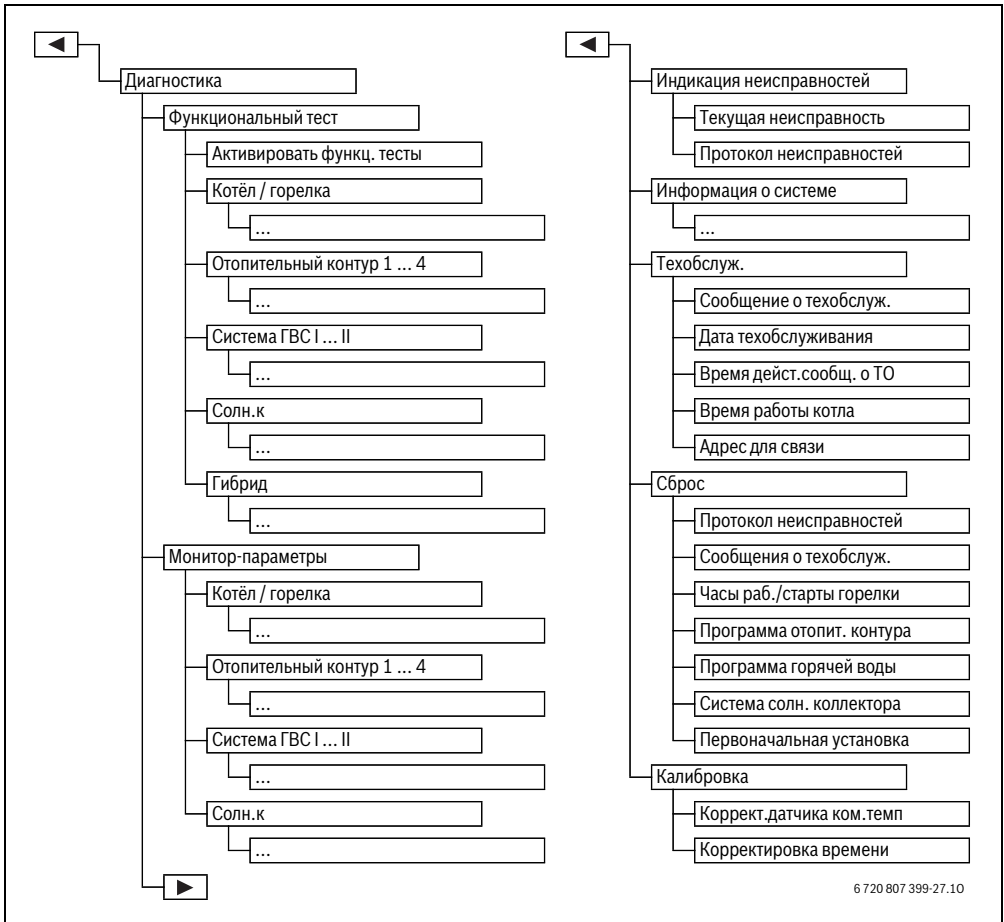 Диагностика
Функциональный тест
Активировать функц. тесты
Котёл / горелка
...
Отопительный контур 1 ... 4
...
Система ГВС I ... II
...
Солн.к
...
Гибрид
...
Монитор-параметры
Котёл / горелка
...
Отопительный контур 1 ... 4
...
Система ГВС I ... II
...
Солн.к
...
Индикация неисправностей
Текущая неисправность
Протокол неисправностей
Информация о системе
...
Техобслуж.
Сообщение о техобслуж.
Дата техобслуживания
Время дейст.сообщ. о ТО
Время работы котла
Адрес для связи
Сброс
Протокол неисправностей
Сообщения о техобслуж.
Часы раб./старты горелки
Программа отопит. контура
Программа горячей воды
Система солн. коллектора
Первоначальная установка
Калибровка
Коррект.датчика ком.темп
Корректировка времени
6 720 807 399-27.1O